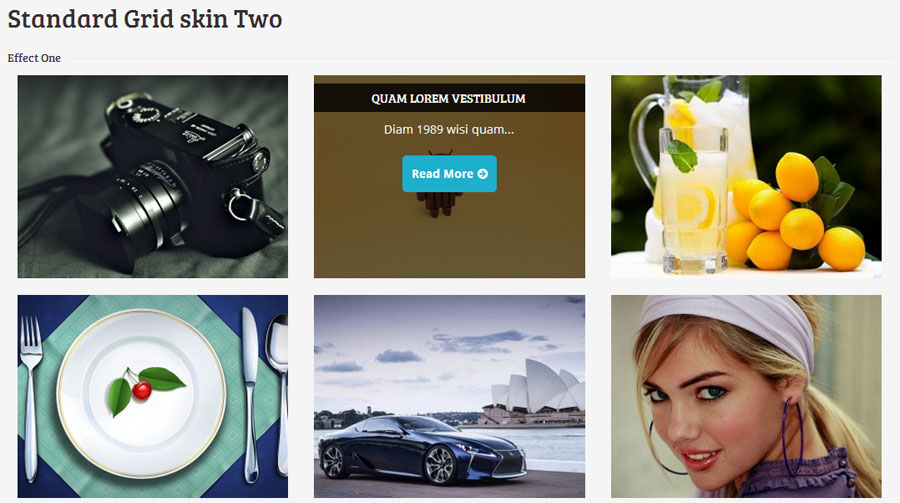 Standard Grid skin Two
Effect One
QUAM LOREM VESTIBULUM
Diam 1989 wisi quam...
Read More